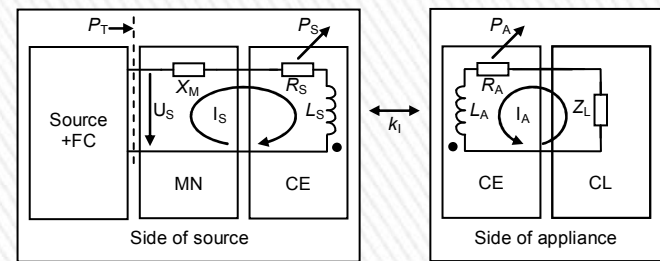 P_T
P_S
P_A
X_M
R_S
R_A
Source
+FC
U_S
I_S
L_S
k_I
L_A
I_A
Z_L
MN
CE
CE
CL
Side of source
Side of appliance